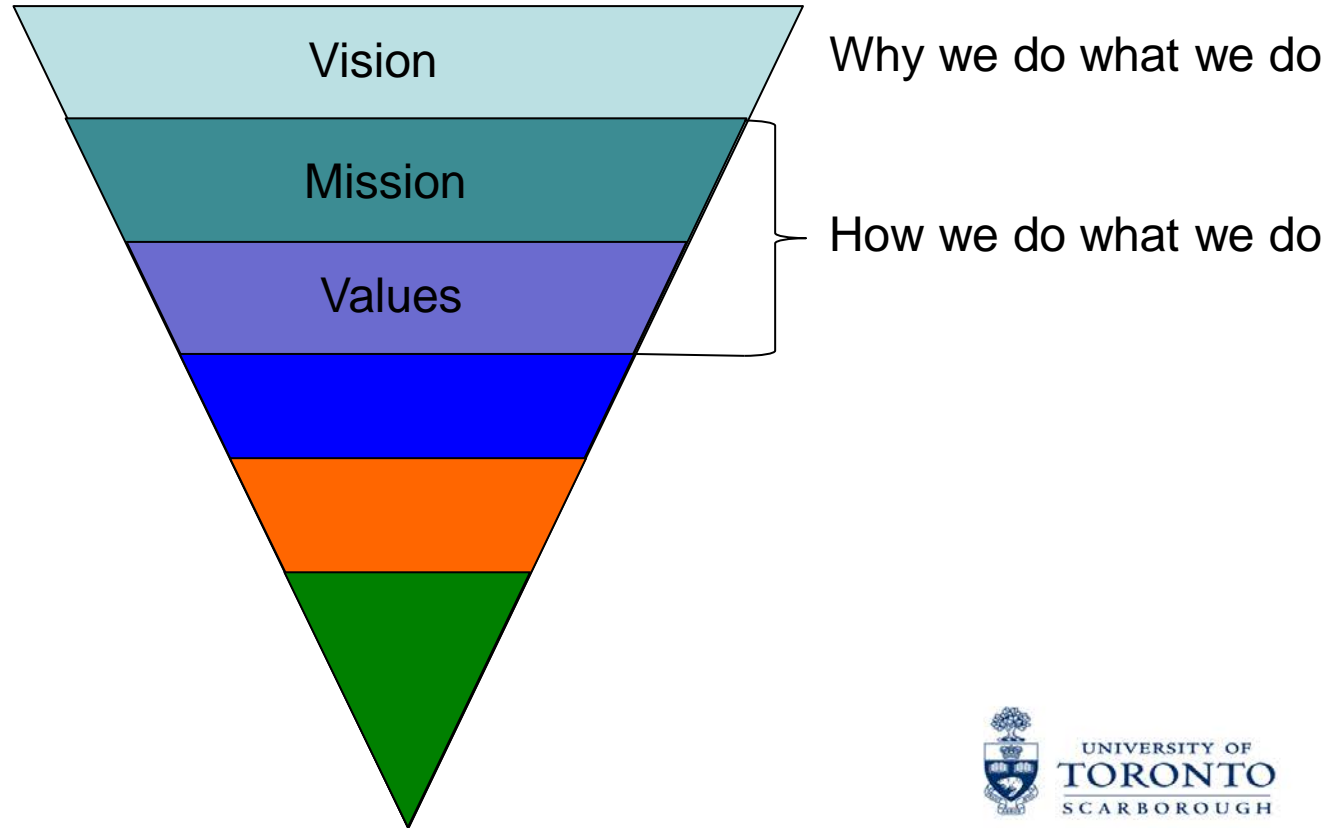 Vision
Why we do what we do
Mission
How we do what we do
Values
UNIVERSITY OF
TORONTO
SCARBOROUGH